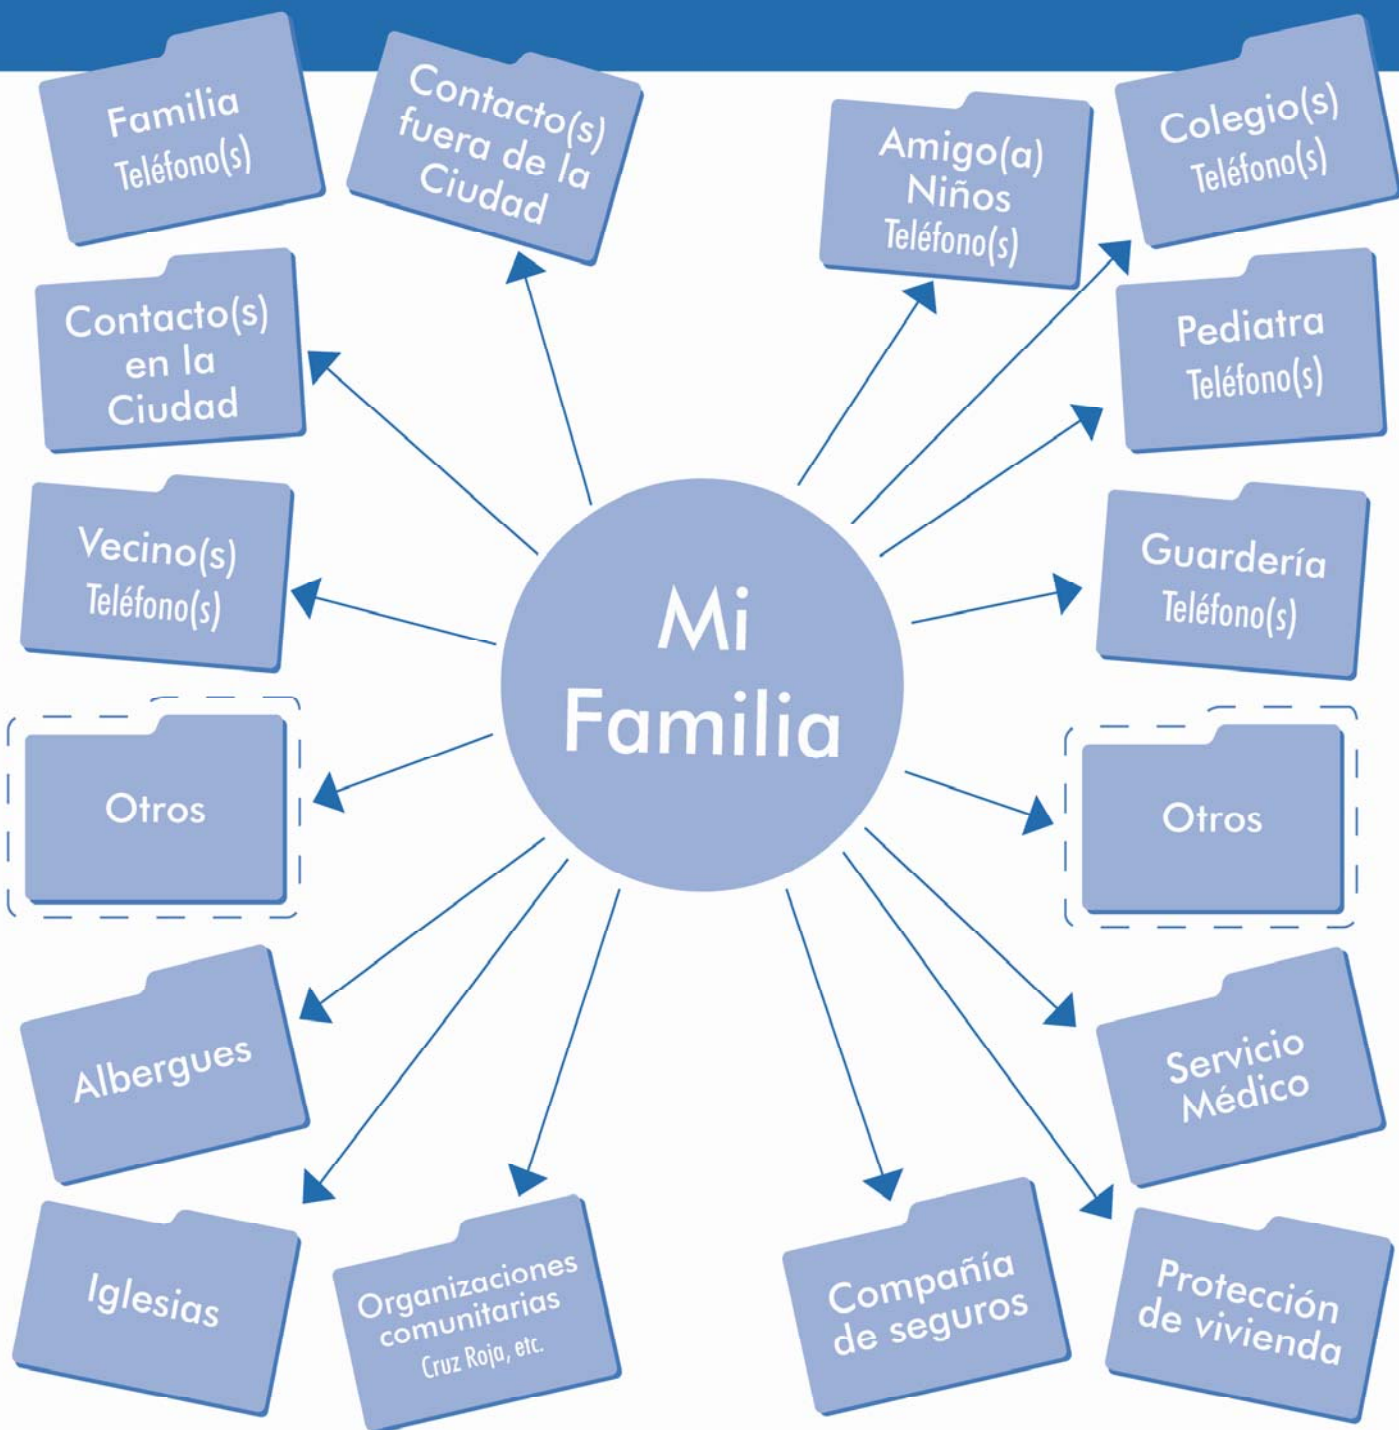 Familia
Teléfono(s)
Contacto(s)
fuera de la
Ciudad
Amigo(a)
Niños
Teléfono(s)
Colegio(s)
Teléfono(s)
Contacto(s)
en la
Ciudad
Pediatra
Teléfono(s)
Vecino(s)
Teléfono(s)
Guardería
Teléfono(s)
Mi
Familia
Otros
Otros
Albergues
Servicio
Médico
Iglesias
Organizaciones
comunitarias
Cruz Roja, etc.
Compañía
de seguros
Protección
de vivienda